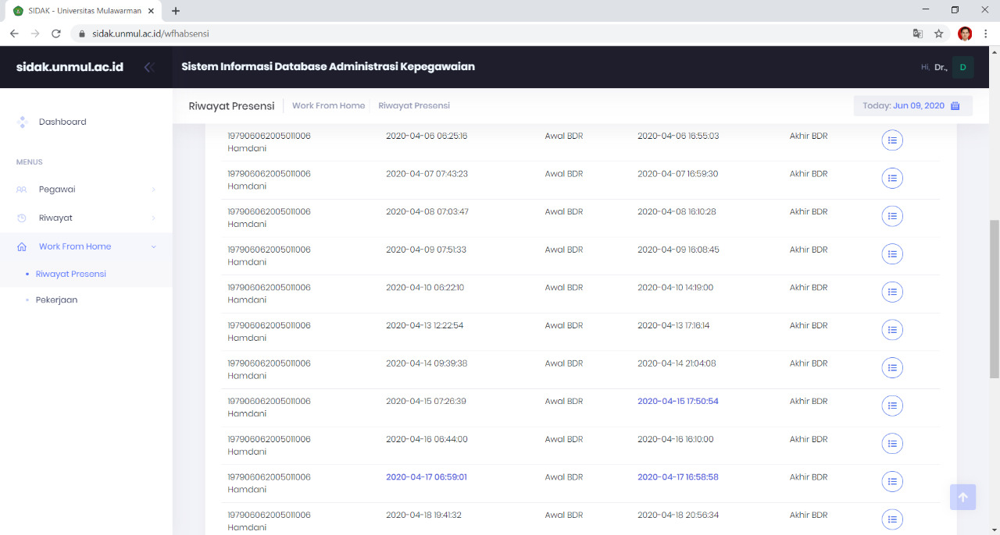 SIDAK - Universitas Mulawarman
sidak.unmul.ac.id/wfhabsensi
sidak.unmul.ac.id
Sistem Informasi Database Administrasi Kepegawaian
Hi, Dr., D
Riwayat Presensi
Work From Home
Riwayat Presensi
Today: Jun 09, 2020
Dashboard
MENUS
Pegawai
Riwayat
Work From Home
Riwayat Presensi
Pekerjaan
197906062005011006 2020-04-06 06:25:16 Awal BDR 2020-04-06 16:55:03 Akhir BDR
Hamdani
197906062005011006 2020-04-07 07:43:23 Awal BDR 2020-04-07 16:59:30 Akhir BDR
Hamdani
197906062005011006 2020-04-08 07:03:47 Awal BDR 2020-04-08 16:10:28 Akhir BDR
Hamdani
197906062005011006 2020-04-09 07:51:33 Awal BDR 2020-04-09 16:08:45 Akhir BDR
Hamdani
197906062005011006 2020-04-10 06:22:10 Awal BDR 2020-04-10 14:19:00 Akhir BDR
Hamdani
197906062005011006 2020-04-13 12:22:54 Awal BDR 2020-04-13 17:16:14 Akhir BDR
Hamdani
197906062005011006 2020-04-14 09:39:38 Awal BDR 2020-04-14 21:04:08 Akhir BDR
Hamdani
197906062005011006 2020-04-15 07:26:39 Awal BDR 2020-04-15 17:50:54 Akhir BDR
Hamdani
197906062005011006 2020-04-16 06:44:00 Awal BDR 2020-04-16 16:10:00 Akhir BDR
Hamdani
197906062005011006 2020-04-17 06:59:01 Awal BDR 2020-04-17 16:58:58 Akhir BDR
Hamdani
197906062005011006 2020-04-18 19:41:32 Awal BDR 2020-04-18 20:56:34 Akhir BDR
Hamdani